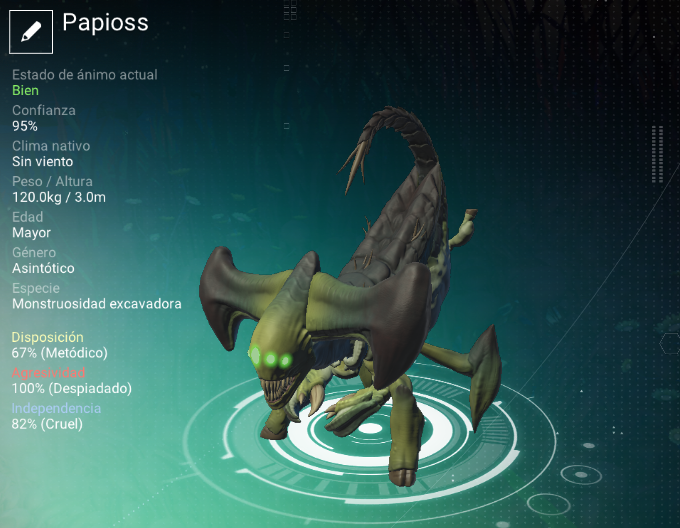 Papioss
Estado de ánimo actual
Bien
Confianza
95%
Clima nativo
Sin viento
Peso / Altura
120.0kg / 3.0m
Edad
Mayor
Género
Asintótico
Especie
Monstruosidad excavadora
Disposición
67% (Metódico)
Agresividad
100% (Despiadado)
Independencia
82% (Cruel)